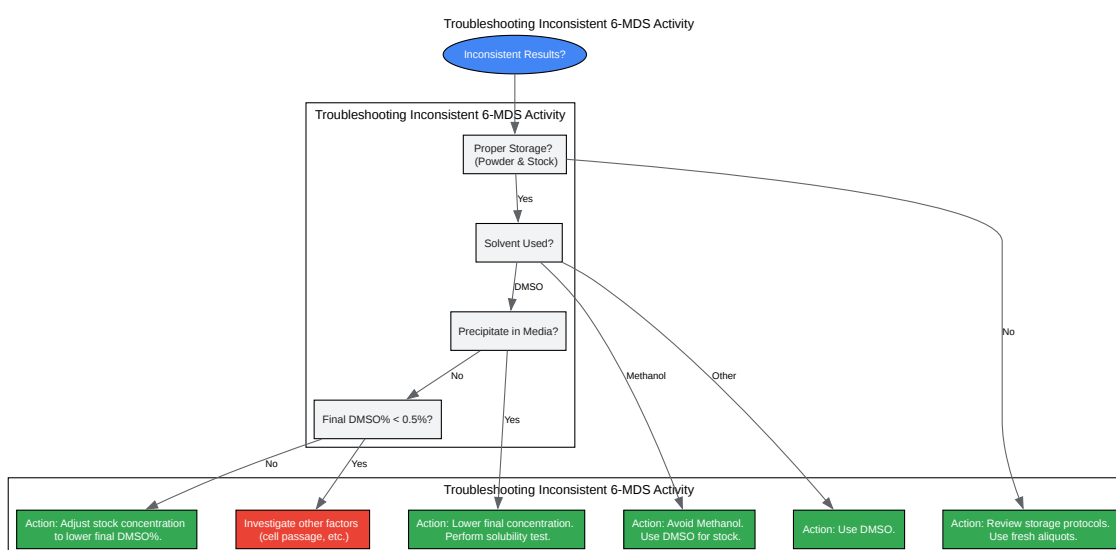 Troubleshooting Inconsistent 6-MDS Activity
Inconsistent Results?
Troubleshooting Inconsistent 6-MDS Activity
Proper Storage?
(Powder & Stock)
Yes
Solvent Used?
DMSO
Precipitate in Media?
No
Methanol
Other
No
Final DMSO% < 0.5%?
Yes
No
Yes
Troubleshooting Inconsistent 6-MDS Activity
Action: Adjust stock concentration
to lower final DMSO%.
Investigate other factors
(cell passage, etc.)
Action: Lower final concentration.
Perform solubility test.
Action: Avoid Methanol.
Use DMSO for stock.
Action: Use DMSO.
Action: Review storage protocols.
Use fresh aliquots.